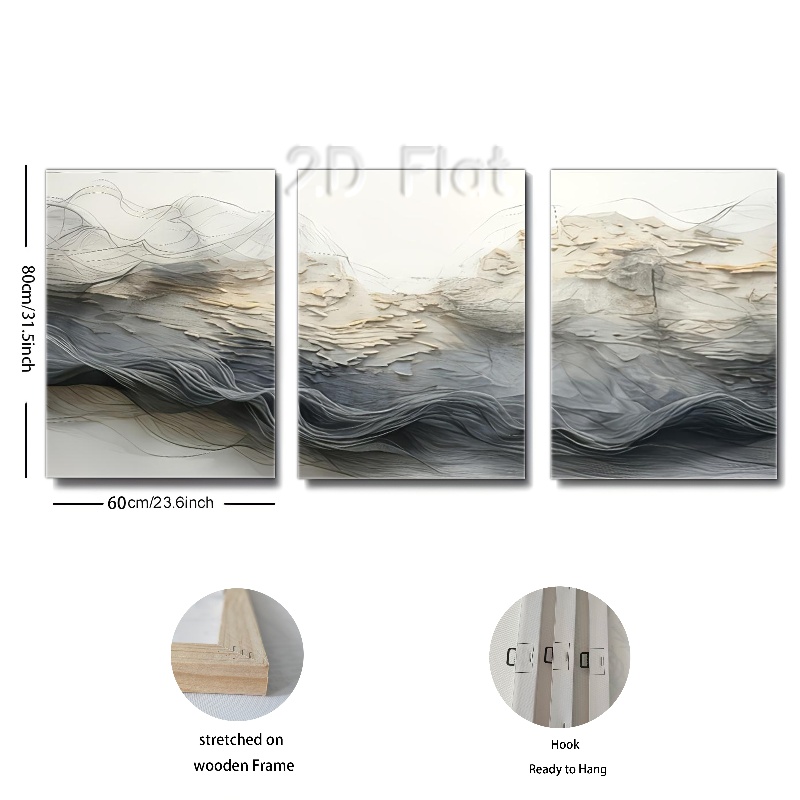 2D Flat
80cm/31.5inch
60cm/23.6inch
stretched on
wooden Frame
Hook
Ready to Hang